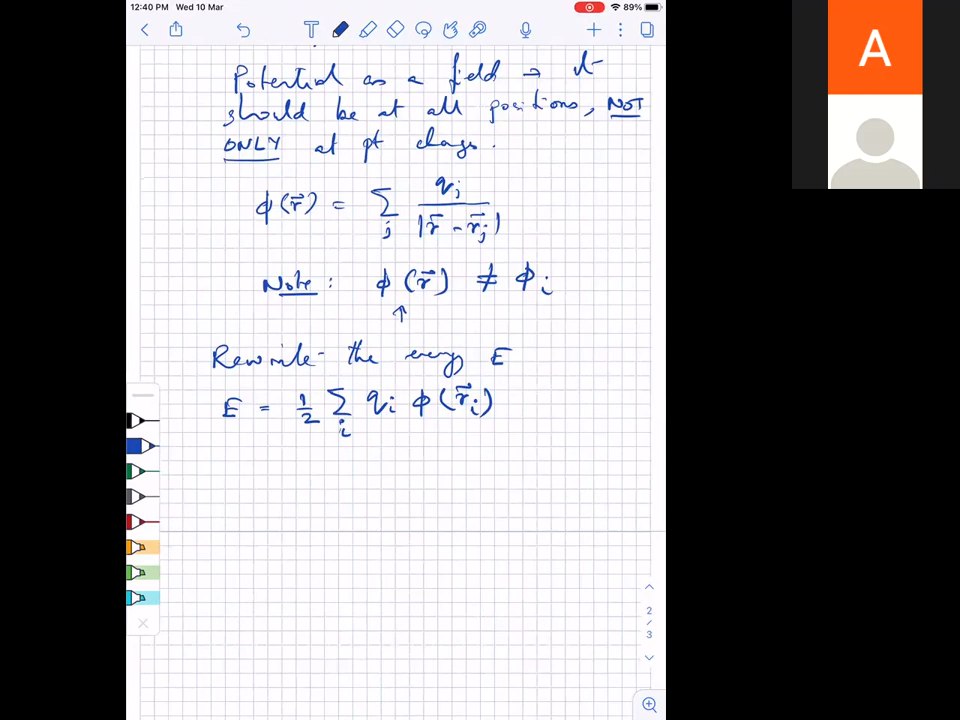 12:40 PM Wed 10 Mar
89%
T
A
Potential as a field → It
should be at all positions, NOT
ONLY at pt charge.
ϕ(r⃗) = Σ_j q_j / |r⃗ - r⃗_j|
Note: ϕ(r⃗) ≠ ϕ_i
↑
Rewrite the energy E
E = 1/2 Σ_i q_i ϕ(r⃗_i)
2
/
3